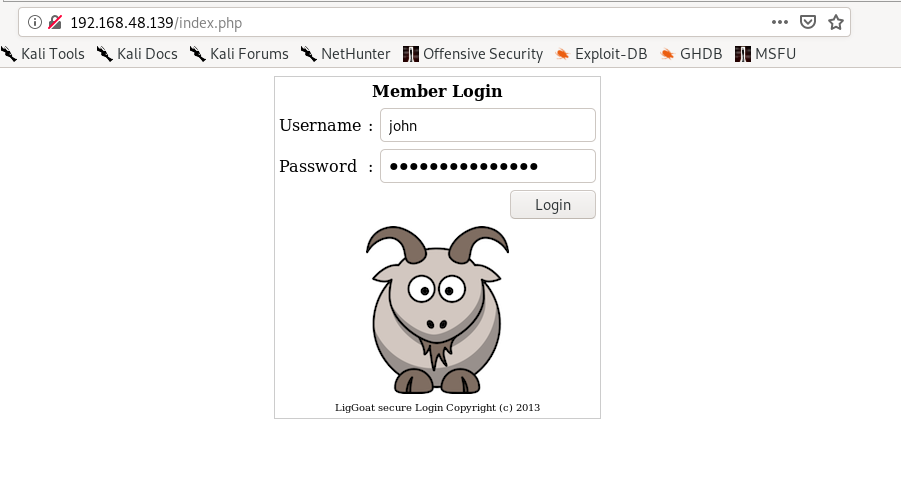 192.168.48.139/index.php
Kali Tools Kali Docs Kali Forums NetHunter Offensive Security Exploit-DB GHDB MSFU
Member Login
Username : john
Password : ●●●●●●●●●●●●●●●
Login
LigGoat secure Login Copyright (c) 2013